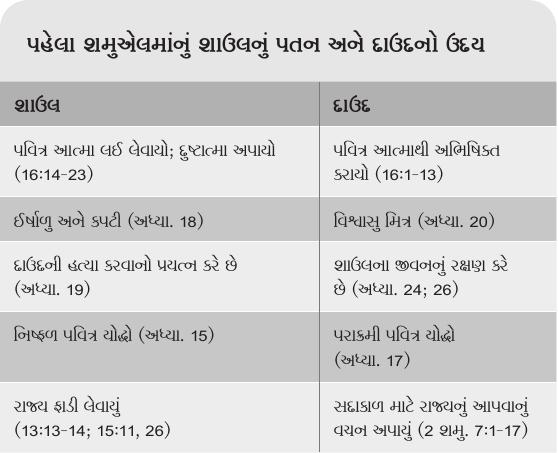 પહેલા શમુએલમાંનું શાઉલનું પતન અને દાઉદનો ઉદય
શાઉલ
દાઉદ
પવિત્ર આત્મા લઈ લેવાયો; દુષ્ટાત્મા અપાયો
(16:14-23)
પવિત્ર આત્માથી અભિષિક્ત
કરાયો (16:1-13)
ઈર્ષાળુ અને કપટી (અધ્યા. 18)
વિશ્વાસુ મિત્ર (અધ્યા. 20)
દાઉદની હત્યા કરવાનો પ્રયત્ન કરે છે
(અધ્યા. 19)
શાઉલના જીવનનું રક્ષણ કરે
છે (અધ્યા. 24; 26)
નિષ્ફળ પવિત્ર યોદ્ધો (અધ્યા. 15)
પરાક્રમી પવિત્ર યોદ્ધો
(અધ્યા. 17)
રાજ્ય ફાડી લેવાયું
(13:13-14; 15:11, 26)
સદાકાળ માટે રાજ્યનું આપવાનું
વચન અપાયું (2 શમુ. 7:1-17)